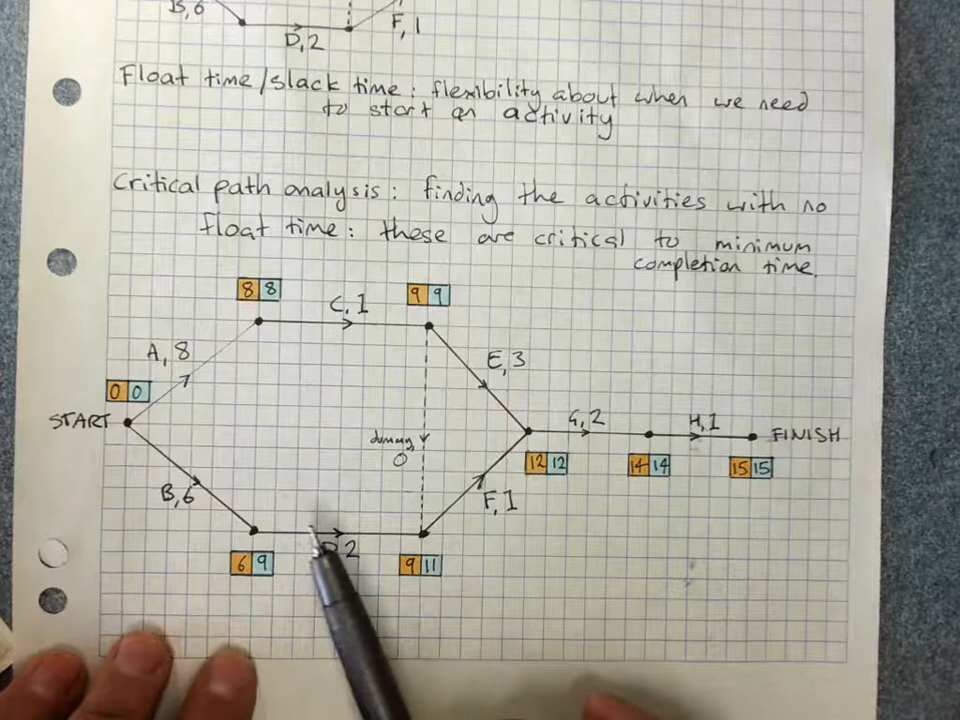 B,6
D,2
F,1
Float time/slack time: flexibility about when we need
to start an activity
Critical path analysis: finding the activities with no
float time: these are critical to minimum
completion time.
8 8
C,1
9 9
A,8
E,3
0 0
START
G,2
H,1
FINISH
dummy,
0
12 12
14 14
15 15
B,6
F,1
D,2
6 9
9 11